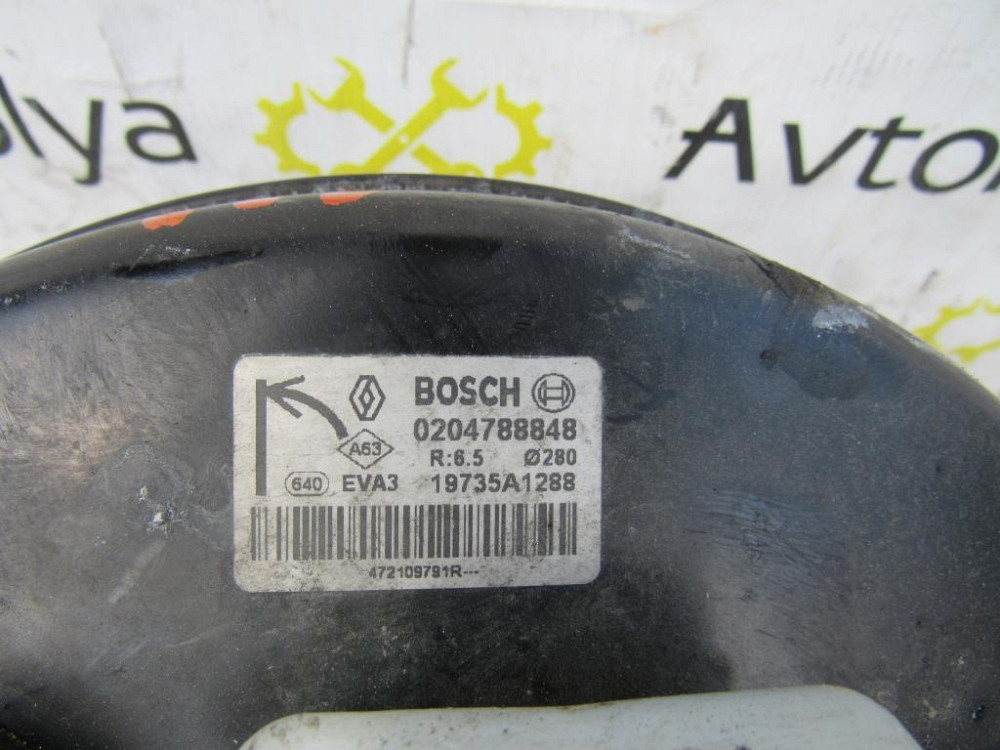 lya Avto
BOSCH
0204788848
A63
R:6.5 Ø280
640 EVA3 19735A1288
472109791R---